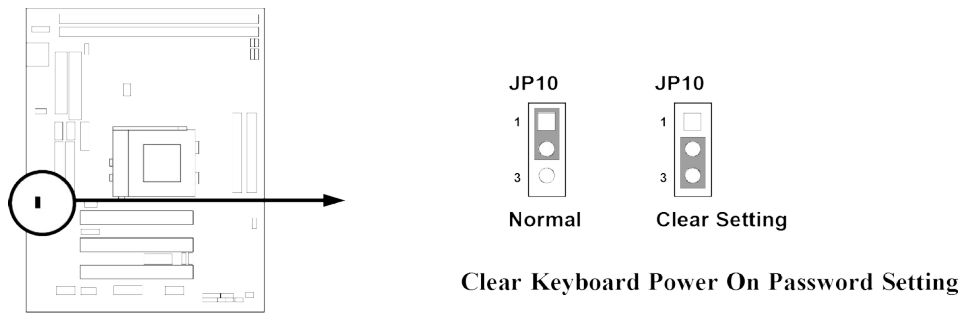 JP10 JP10
1 1
3 3
Normal Clear Setting
Clear Keyboard Power On Password Setting